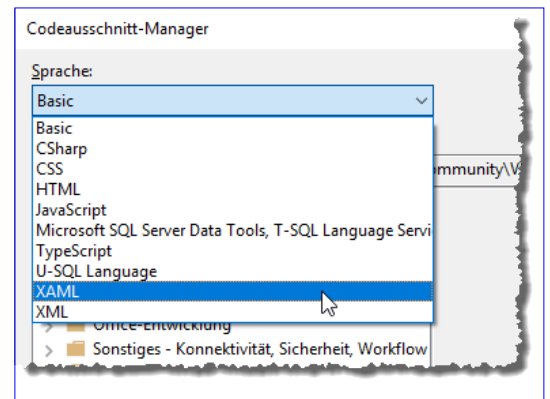 Codeausschnitt-Manager
Sprache:
Basic
Basic
CSharp
CSS
HTML
JavaScript
Microsoft SQL Server Data Tools, T-SQL Language Servi
TypeScript
U-SQL Language
XAML
XML
Office-Entwicklung
Sonstiges - Konnektivität, Sicherheit, Workflow